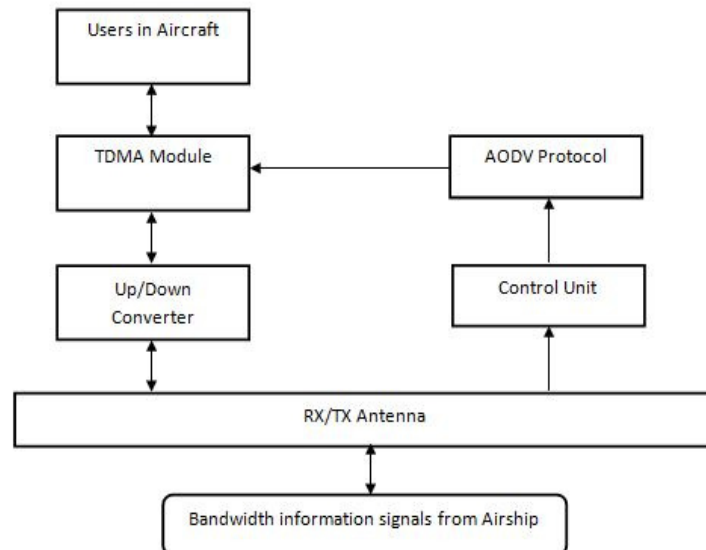 Users in Aircraft
TDMA Module
AODV Protocol
Up/Down
Converter
Control Unit
RX/TX Antenna
Bandwidth information signals from Airship